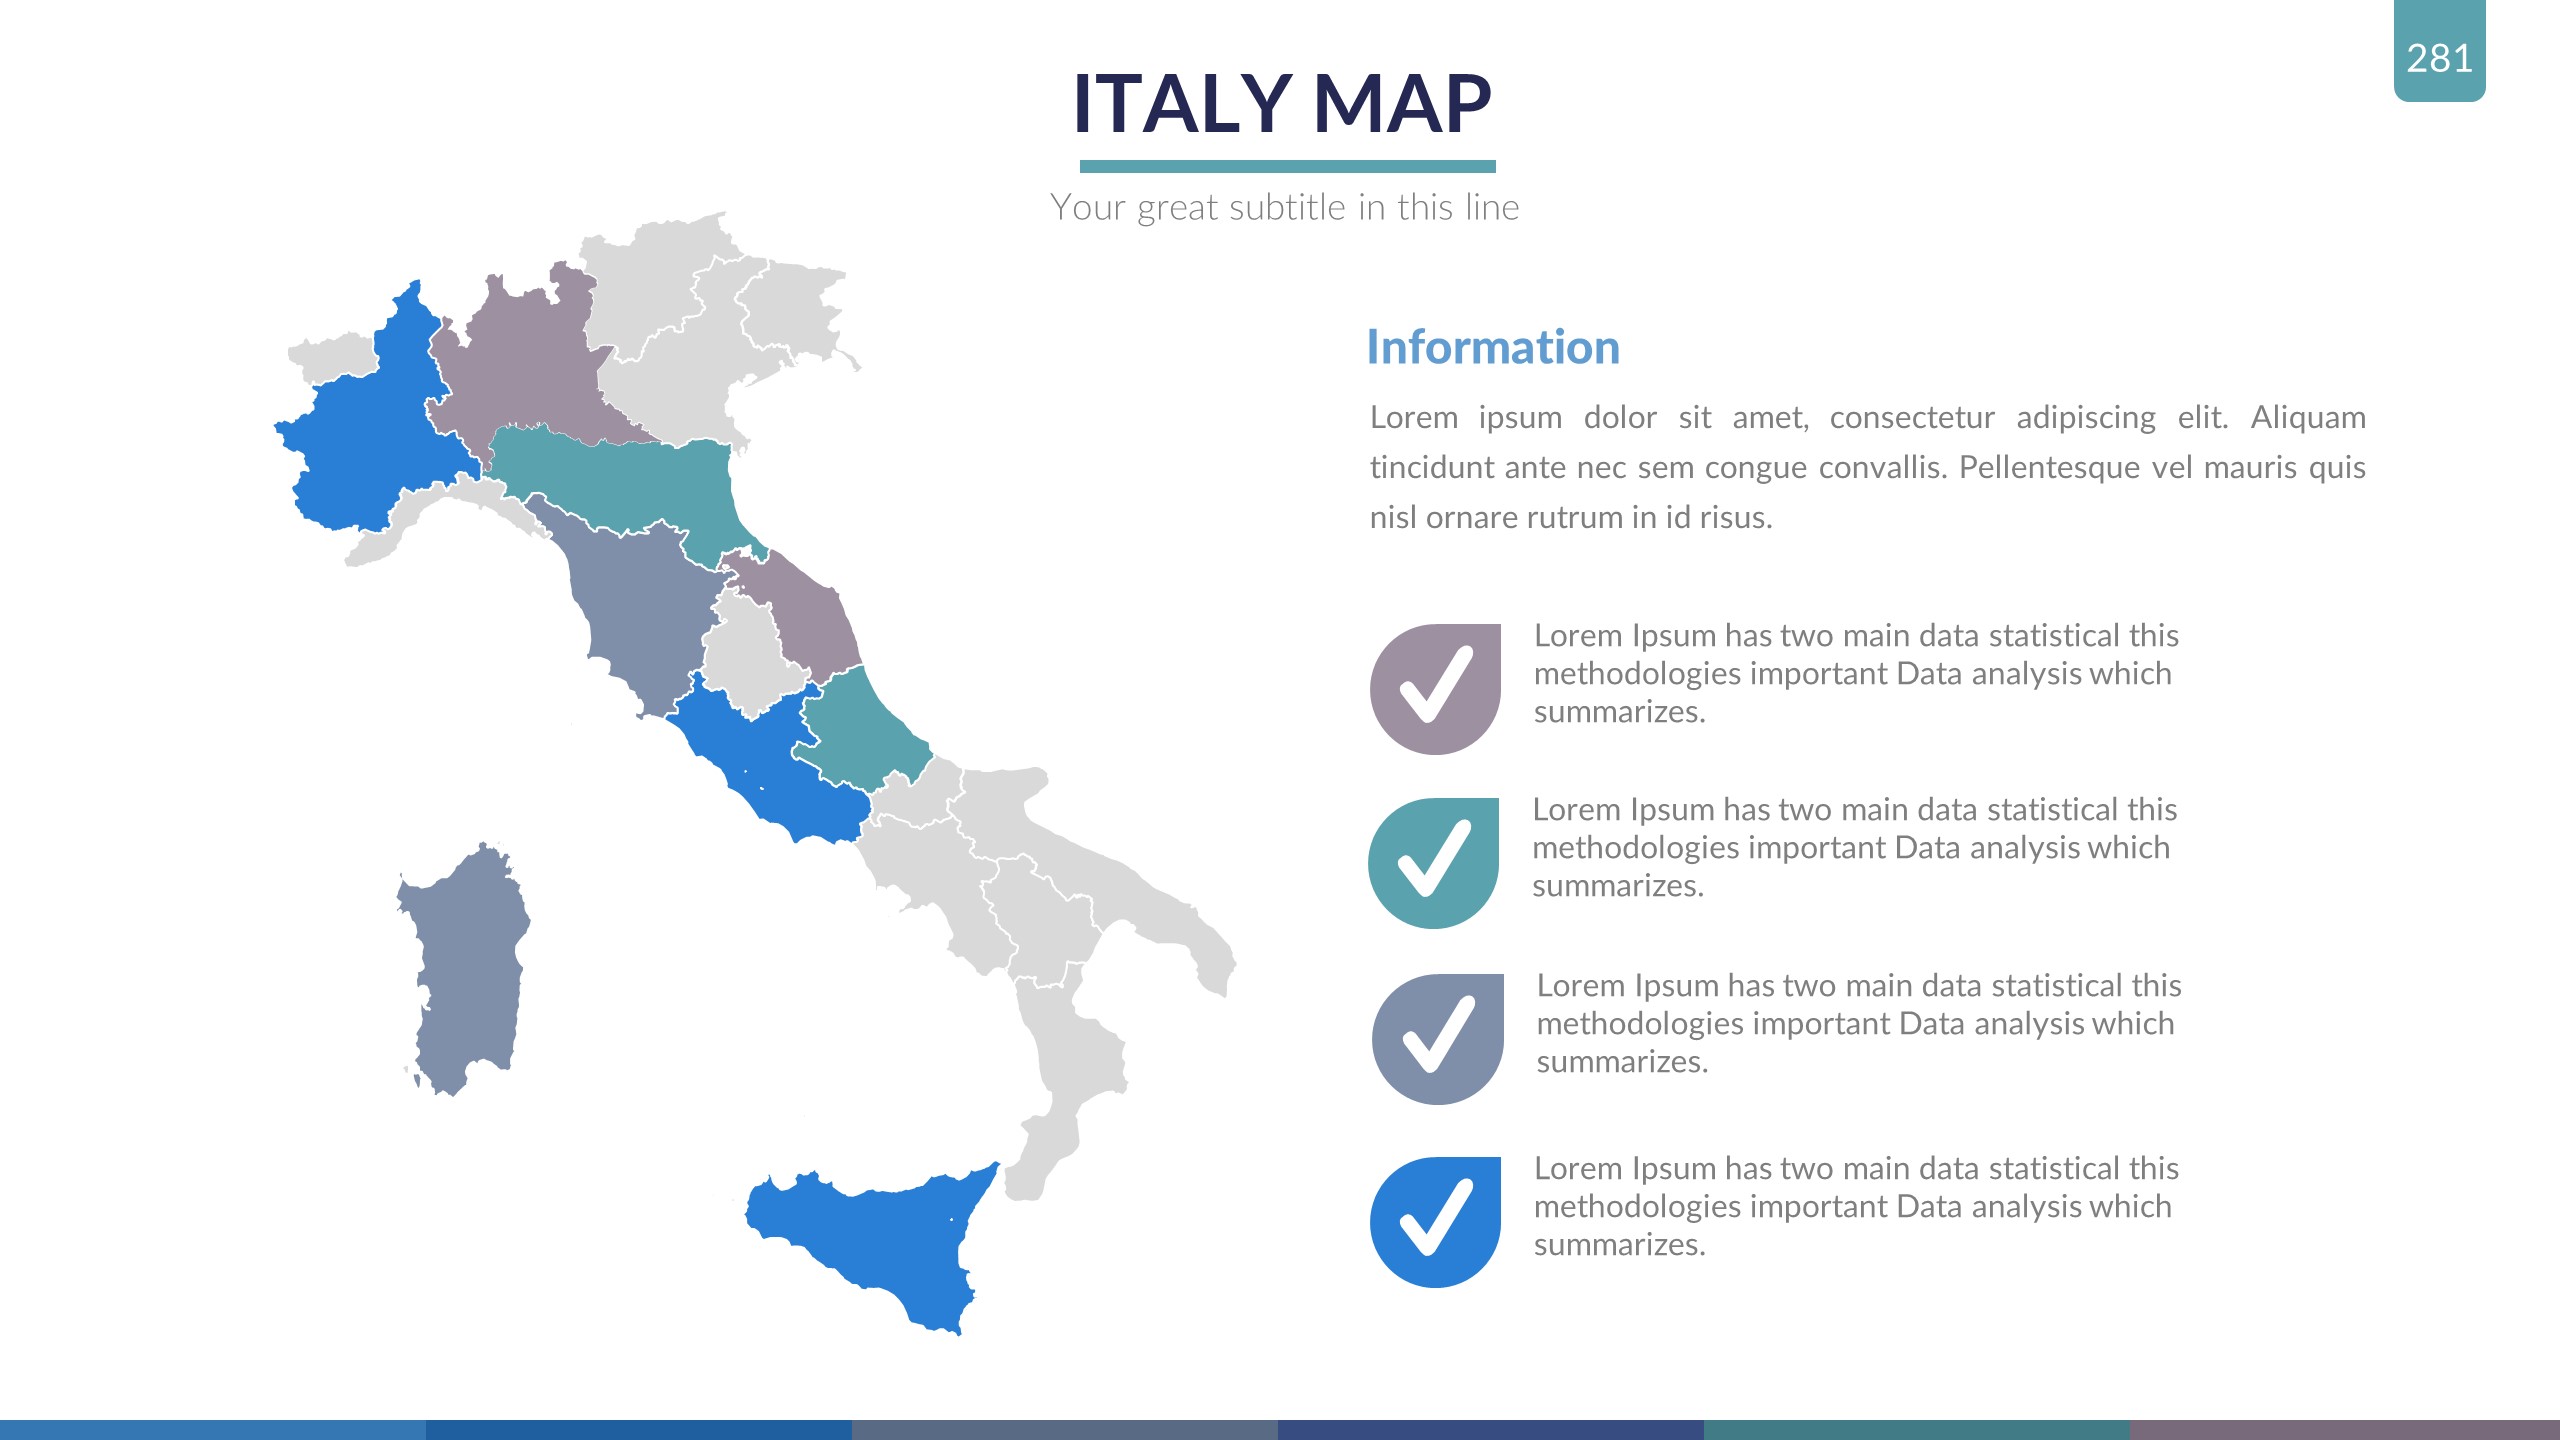 281
ITALY MAP
Your great subtitle in this line
Information
Lorem ipsum dolor sit amet, consectetur adipiscing elit. Aliquam
tincidunt ante nec sem congue convallis. Pellentesque vel mauris quis
nisl ornare rutrum in id risus.
Lorem Ipsum has two main data statistical this
methodologies important Data analysis which
summarizes.
Lorem Ipsum has two main data statistical this
methodologies important Data analysis which
summarizes.
Lorem Ipsum has two main data statistical this
methodologies important Data analysis which
summarizes.
Lorem Ipsum has two main data statistical this
methodologies important Data analysis which
summarizes.